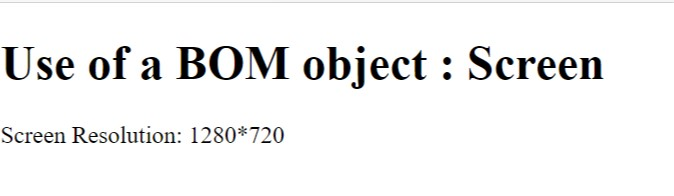 Use of a BOM object : Screen
Screen Resolution: 1280*720